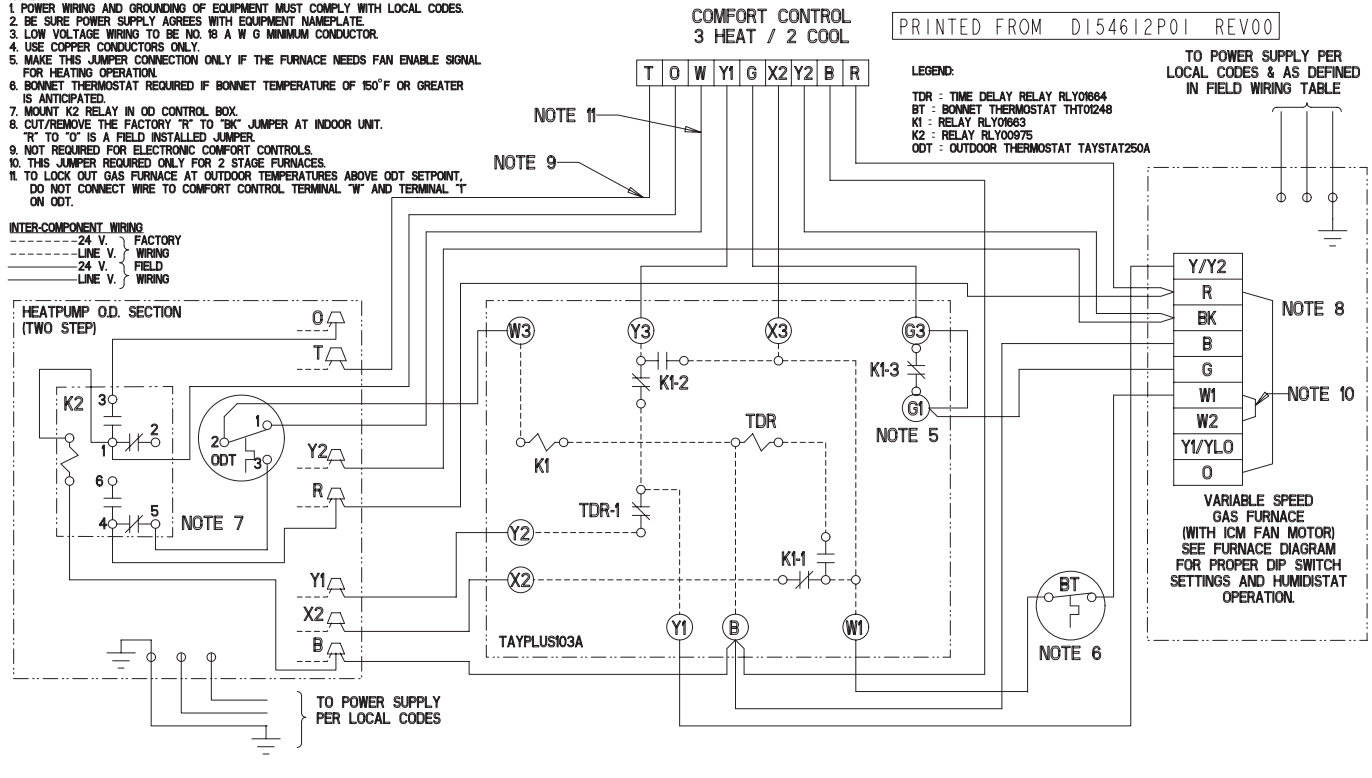 1. POWER WIRING AND GROUNDING OF EQUIPMENT MUST COMPLY WITH LOCAL CODES.
2. BE SURE POWER SUPPLY AGREES WITH EQUIPMENT NAMEPLATE.
3. LOW VOLTAGE WIRING TO BE NO. 18 A W G MINIMUM CONDUCTOR.
4. USE COPPER CONDUCTORS ONLY.
5. MAKE THIS JUMPER CONNECTION ONLY IF THE FURNACE NEEDS FAN ENABLE SIGNAL
FOR HEATING OPERATION.
6. BONNET THERMOSTAT REQUIRED IF BONNET TEMPERATURE OF 150°F OR GREATER
IS ANTICIPATED.
7. MOUNT K2 RELAY IN OD CONTROL BOX.
8. CUT/REMOVE THE FACTORY "R" TO "BK" JUMPER AT INDOOR UNIT.
"R" TO "O" IS A FIELD INSTALLED JUMPER.
9. NOT REQUIRED FOR ELECTRONIC COMFORT CONTROLS.
10. THIS JUMPER REQUIRED ONLY FOR 2 STAGE FURNACES.
11. TO LOCK OUT GAS FURNACE AT OUTDOOR TEMPERATURES ABOVE ODT SETPOINT,
DO NOT CONNECT WIRE TO COMFORT CONTROL TERMINAL "W" AND TERMINAL "1"
ON ODT.
INTER-COMPONENT WIRING
24 V. } FACTORY
LINE V. } WIRING
24 V. } FIELD
LINE V. } WIRING
COMFORT CONTROL
3 HEAT / 2 COOL
T O W Y1 G X2 Y2 B R
NOTE 11
NOTE 9
PRINTED FROM D154612P01 REV00
LEGEND:
TDR = TIME DELAY RELAY RLY01664
BT = BONNET THERMOSTAT THT01248
K1 = RELAY RLY01663
K2 = RELAY RLY00975
ODT = OUTDOOR THERMOSTAT TAYSTAT250A
TO POWER SUPPLY PER
LOCAL CODES & AS DEFINED
IN FIELD WIRING TABLE
HEATPUMP O.D. SECTION
(TWO STEP)
O
T
K2
3
2
1
6
5
4
1
2
3
ODT
NOTE 7
Y2
R
Y1
X2
B
TO POWER SUPPLY
PER LOCAL CODES
W3
Y3
X3
G3
K1-2
K1-3
G1
NOTE 5
TDR
K1
TDR-1
Y2
K1-1
X2
Y1
B
W1
TAYPLUS103A
Y/Y2
R
BK
B
G
W1
W2
Y1/YLO
O
NOTE 8
NOTE 10
VARIABLE SPEED
GAS FURNACE
(WITH ICM FAN MOTOR)
SEE FURNACE DIAGRAM
FOR PROPER DIP SWITCH
SETTINGS AND HUMIDISTAT
OPERATION.
BT
NOTE 6